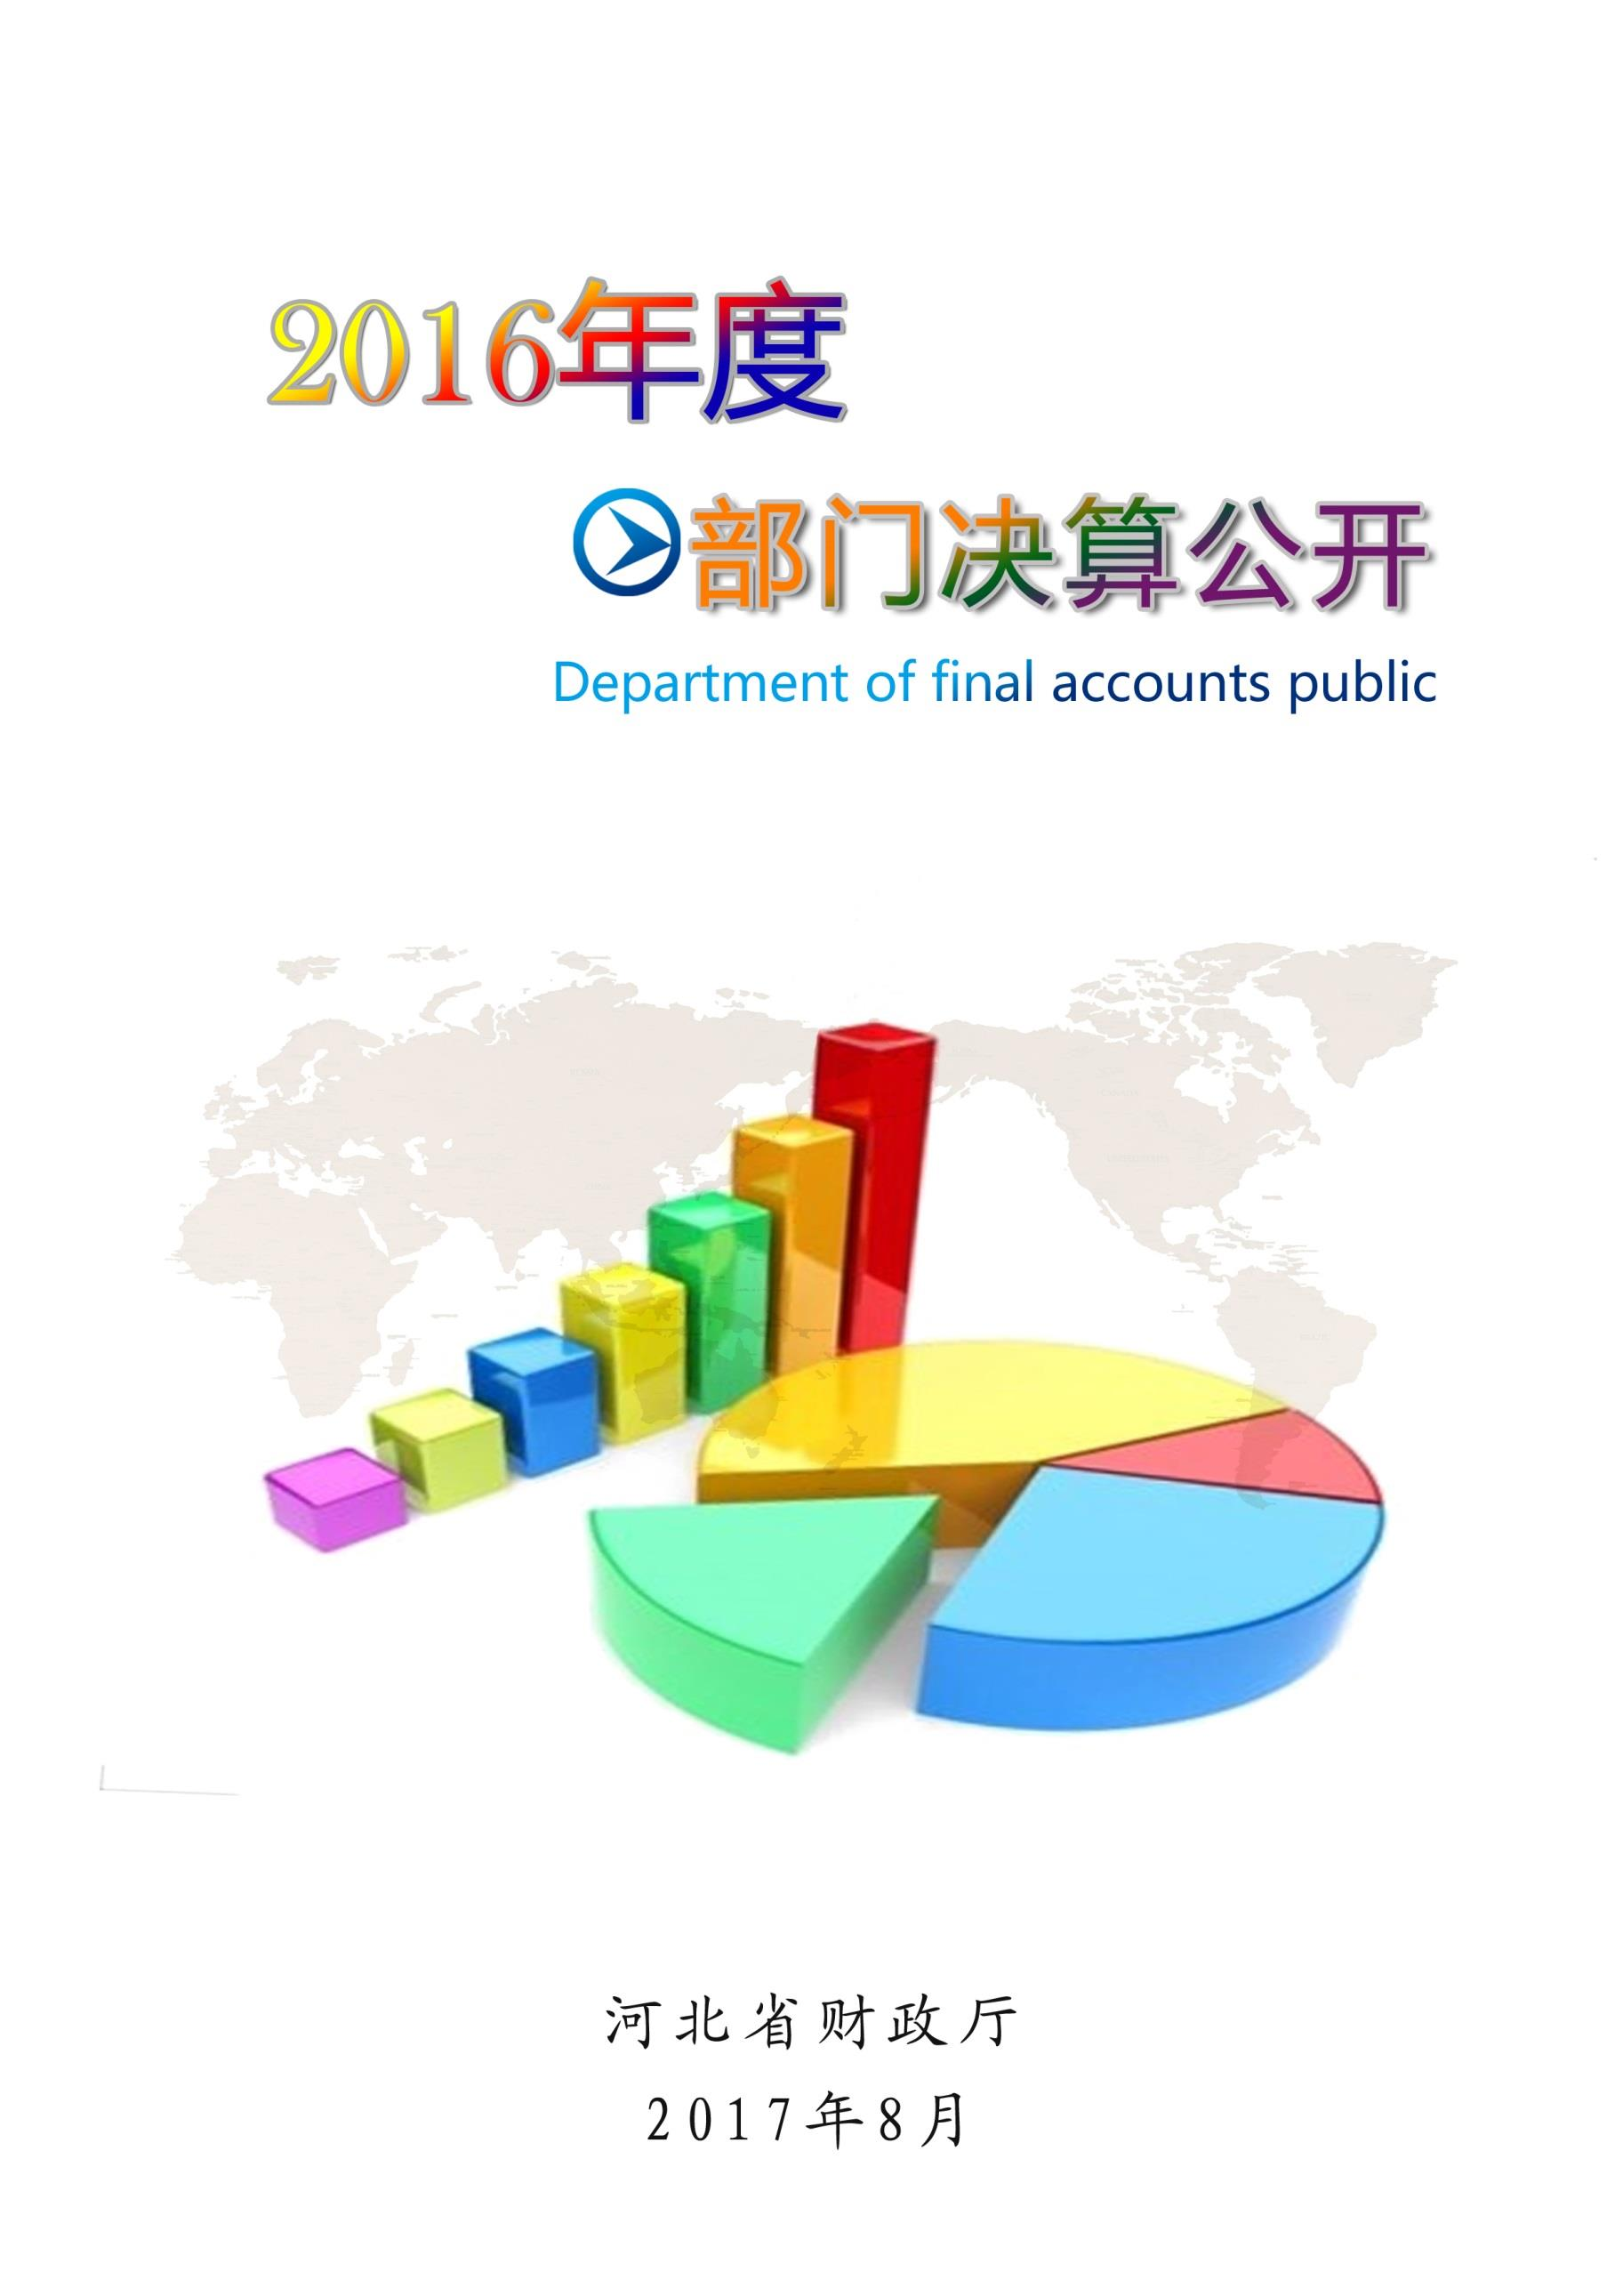 2016年度
部门决算公开
Department of final accounts public
河北省财政厅
2017年8月